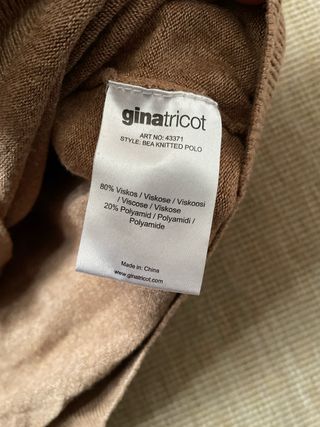 ginatricot
ART NO: 43371
STYLE: BEA KNITTED POLO
80% Viskos / Viskose / Viskoosi
/ Viscose / Viskose
20% Polyamid / Polyamidi /
Polyamide
Made in: China
www.ginatricot.com